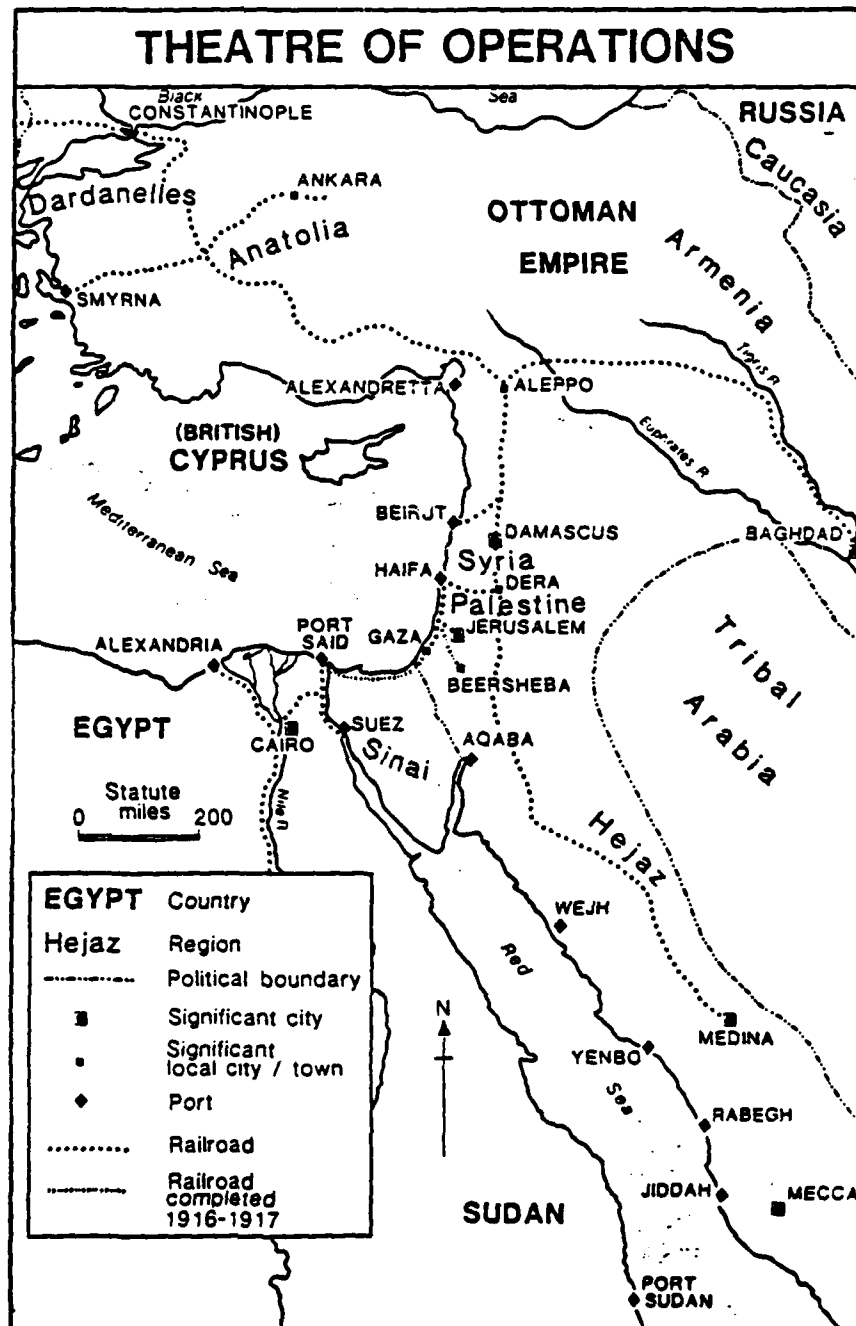 THEATRE OF OPERATIONS
Black
Sea
CONSTANTINOPLE
RUSSIA
Caucasia
Dardanelles
ANKARA
OTTOMAN
EMPIRE
Armenia
Anatolia
SMYRNA
Tigris R
ALEXANDRETTA
ALEPPO
(BRITISH)
CYPRUS
Euphrates R
Mediterranean Sea
BEIRUT
DAMASCUS
BAGHDAD
Syria
HAIFA
DERA
Palestine
PORT
SAID
ALEXANDRIA
GAZA
JERUSALEM
BEERSHEBA
Tribal
Arabia
EGYPT
CAIRO
SUEZ
Sinai
AQABA
Statute
miles
0 200
Nile R
Hejaz
WEJH
Red
Sea
EGYPT Country
Hejaz Region
Political boundary
Significant city
Significant
local city / town
Port
Railroad
Railroad
completed
1916-1917
N
MEDINA
YENBO
RABEGH
JIDDAH
MECCA
SUDAN
PORT
SUDAN